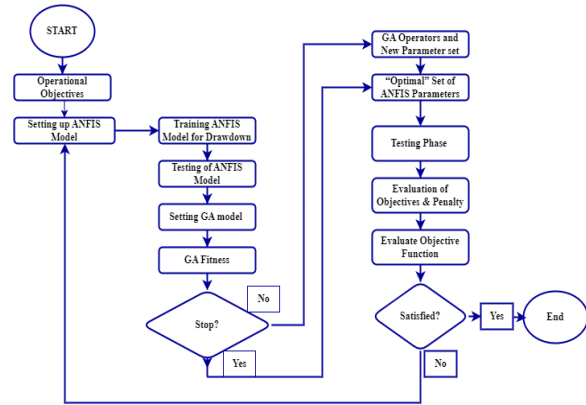 START
Operational
Objectives
Setting up ANFIS
Model
Training ANFIS
Model for Drawdown
Testing of ANFIS
Model
Setting GA model
GA Fitness
No
Stop?
Yes
GA Operators and
New Parameter set
“Optimal” Set of
ANFIS Parameters
Testing Phase
Evaluation of
Objectives & Penalty
Evaluate Objective
Function
Satisfied?
Yes
End
No